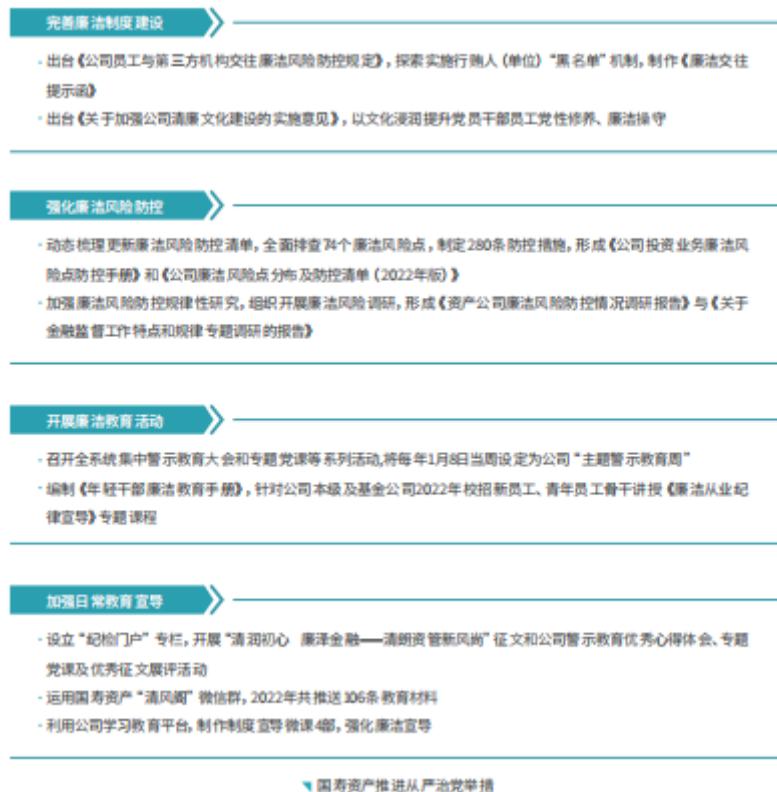 完善廉洁制度建设
· 出台《公司员工与第三方机构交往廉洁风险防控规定》，探索实施行贿人（单位）“黑名单”机制，制作《廉洁交往
提示函》
· 出台《关于加强公司清廉文化建设的实施意见》，以文化浸润提升党员干部员工党性修养、廉洁操守
强化廉洁风险防控
· 动态梳理更新廉洁风险防控清单，全面排查74个廉洁风险点，制定280条防控措施，形成《公司投资业务廉洁风
险点防控手册》和《公司廉洁风险点分布及防控清单（2022年版）》
· 加强廉洁风险防控规律性研究，组织开展廉洁风险调研，形成《资产公司廉洁风险防控情况调研报告》与《关于
金融监督工作特点和规律专题调研的报告》
开展廉洁教育活动
· 召开全系统集中警示教育大会和专题党课等系列活动,将每年1月8日当周设定为公司“主题警示教育周”
· 编制《年轻干部廉洁教育手册》，针对公司本级及基金公司2022年校招新员工、青年员工骨干讲授《廉洁从业纪
律宣导》专题课程
加强日常教育宣导
· 设立“纪检门户”专栏，开展“清润初心 廉泽金融——清朗资管新风尚”征文和公司警示教育优秀心得体会、专题
党课及优秀征文展评活动
· 运用国寿资产“清风阁”微信群，2022年共推送106条教育材料
· 利用公司学习教育平台，制作制度宣导微课4部，强化廉洁宣导
国寿资产推进从严治党举措